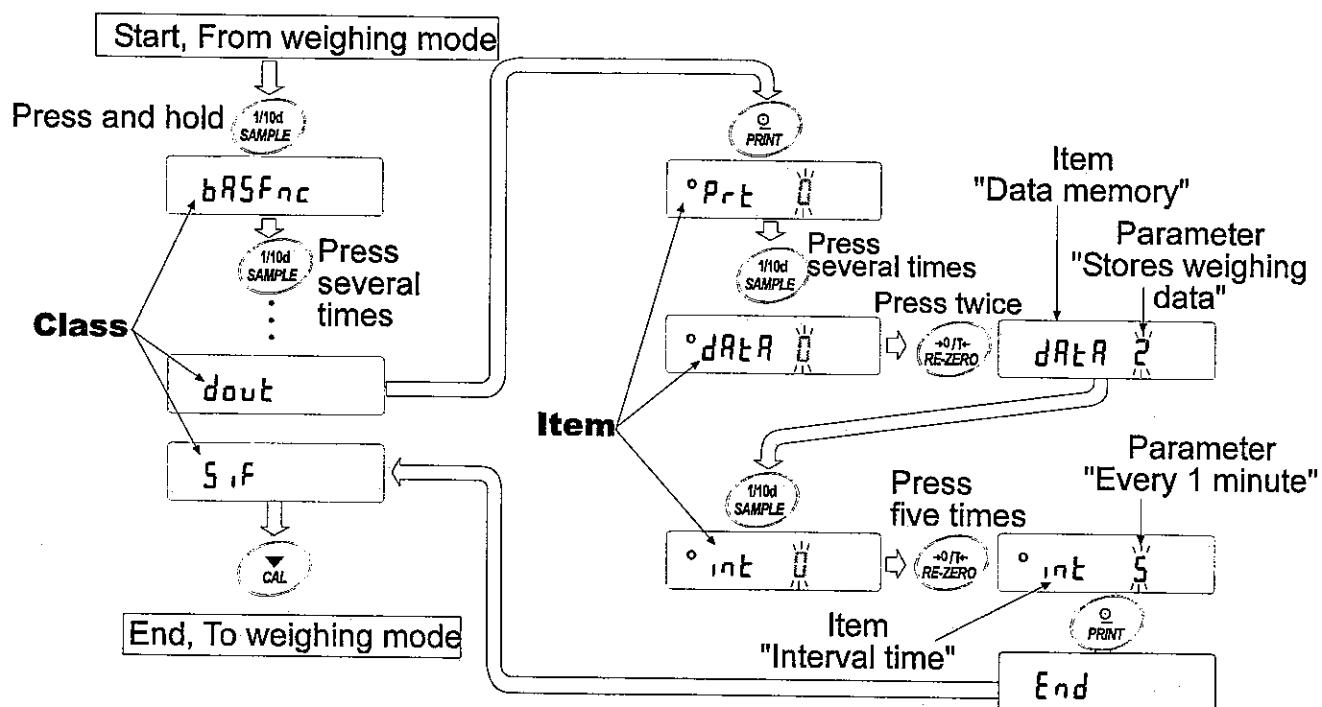 Start, From weighing mode
Press and hold
1/10d
SAMPLE
bASFnc
1/10d
SAMPLE
Press
several
times
Class
dout
S iF
CAL
End, To weighing mode
PRINT
°Prt 0
1/10d
SAMPLE
Press
several times
Item
"Data memory"
Parameter
"Stores weighing
data"
°dAtA 0
Press twice
→0/T←
RE-ZERO
dAtA 2
Item
1/10d
SAMPLE
°int 0
Press
five times
→0/T←
RE-ZERO
Parameter
"Every 1 minute"
°int 5
Item
"Interval time"
PRINT
End